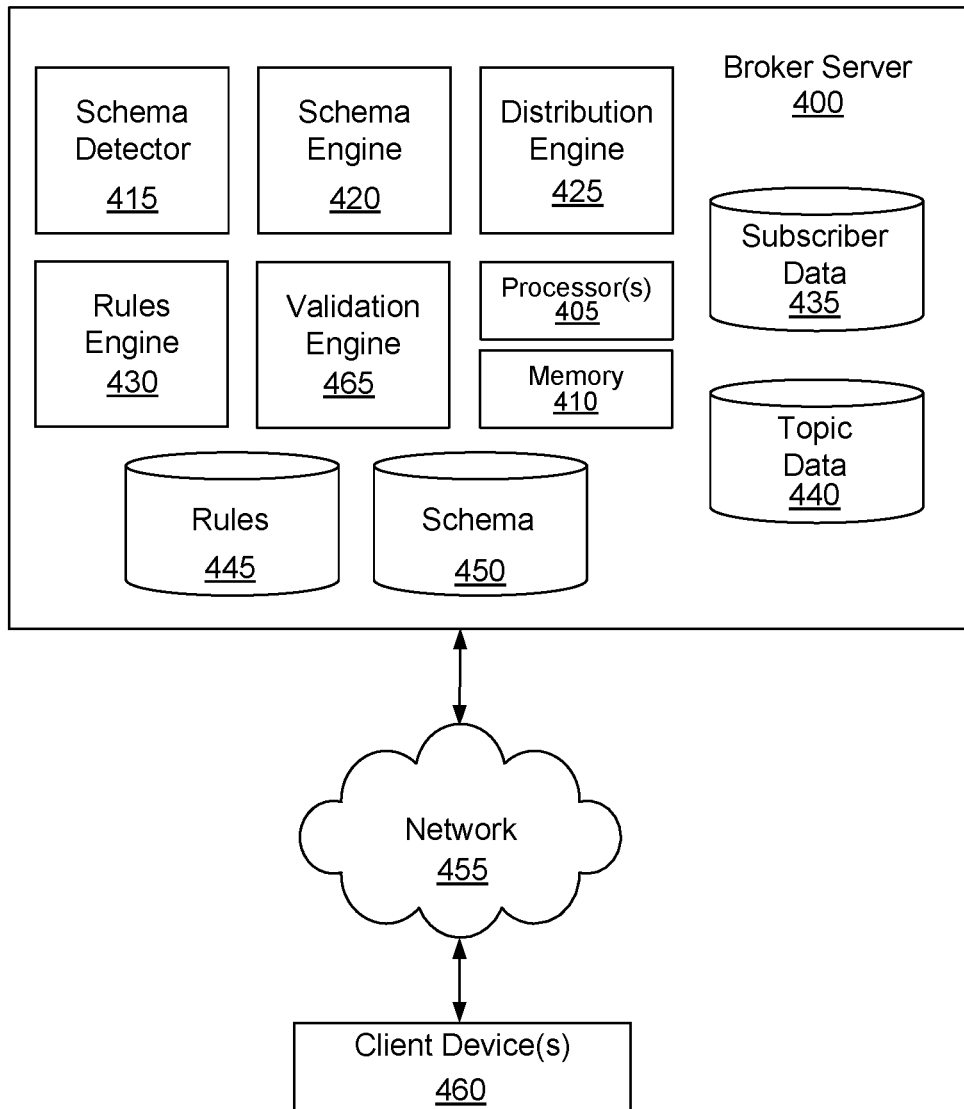 Broker Server
400
Schema
Detector
415
Schema
Engine
420
Distribution
Engine
425
Subscriber
Data
435
Rules
Engine
430
Validation
Engine
465
Processor(s)
405
Memory
410
Topic
Data
440
Rules
445
Schema
450
Network
455
Client Device(s)
460